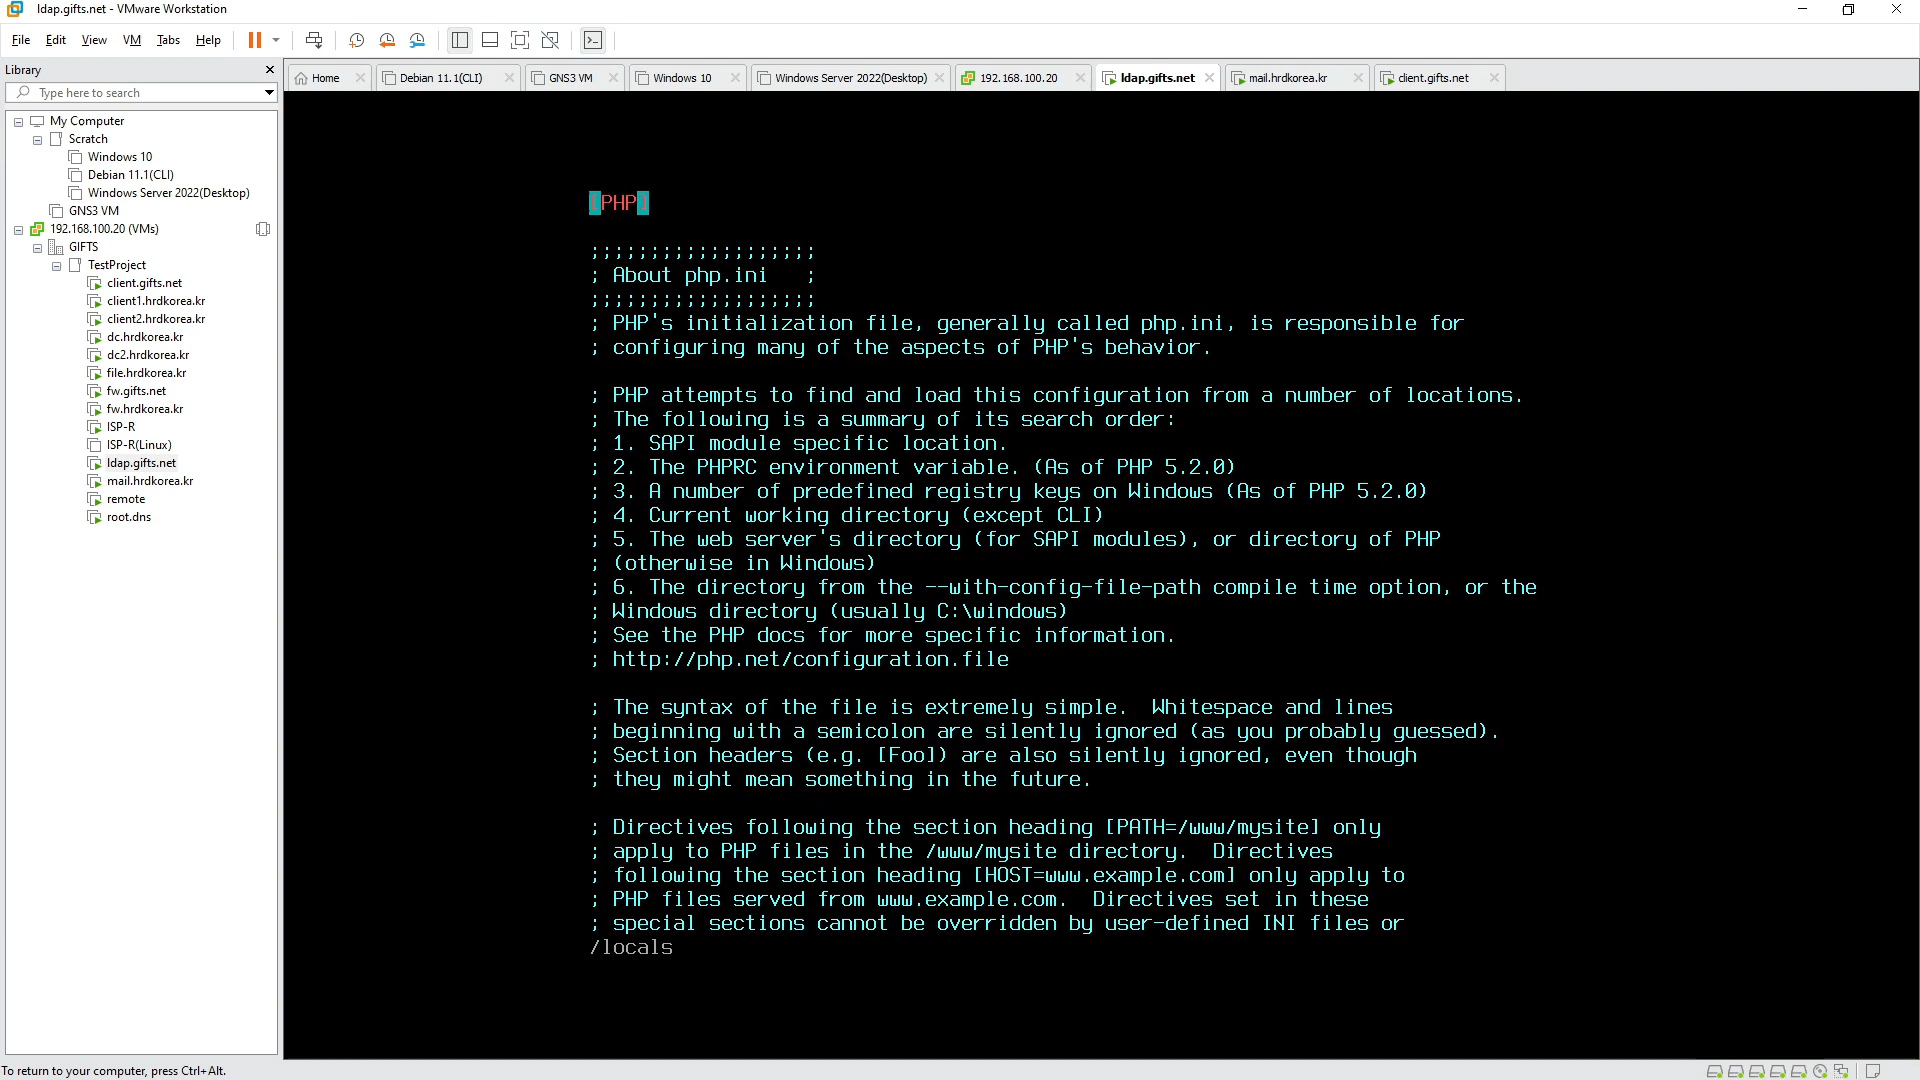 ldap.gifts.net - VMware Workstation
File Edit View VM Tabs Help
Library
Type here to search
My Computer
Scratch
Windows 10
Debian 11.1(CLI)
Windows Server 2022(Desktop)
GNS3 VM
192.168.100.20 (VMs)
GIFTS
TestProject
client.gifts.net
client1.hrdkorea.kr
client2.hrdkorea.kr
dc.hrdkorea.kr
dc2.hrdkorea.kr
file.hrdkorea.kr
fw.gifts.net
fw.hrdkorea.kr
ISP-R
ISP-R(Linux)
ldap.gifts.net
mail.hrdkorea.kr
remote
root.dns
Home Debian 11.1(CLI) GNS3 VM Windows 10 Windows Server 2022(Desktop) 192.168.100.20 ldap.gifts.net mail.hrdkorea.kr client.gifts.net
[PHP]
;;;;;;;;;;;;;;;;;;;
; About php.ini   ;
;;;;;;;;;;;;;;;;;;;
; PHP's initialization file, generally called php.ini, is responsible for
; configuring many of the aspects of PHP's behavior.
; PHP attempts to find and load this configuration from a number of locations.
; The following is a summary of its search order:
; 1. SAPI module specific location.
; 2. The PHPRC environment variable. (As of PHP 5.2.0)
; 3. A number of predefined registry keys on Windows (As of PHP 5.2.0)
; 4. Current working directory (except CLI)
; 5. The web server's directory (for SAPI modules), or directory of PHP
; (otherwise in Windows)
; 6. The directory from the --with-config-file-path compile time option, or the
; Windows directory (usually C:\windows)
; See the PHP docs for more specific information.
; http://php.net/configuration.file
; The syntax of the file is extremely simple.  Whitespace and lines
; beginning with a semicolon are silently ignored (as you probably guessed).
; Section headers (e.g. [Foo]) are also silently ignored, even though
; they might mean something in the future.
; Directives following the section heading [PATH=/www/mysite] only
; apply to PHP files in the /www/mysite directory.  Directives
; following the section heading [HOST=www.example.com] only apply to
; PHP files served from www.example.com.  Directives set in these
; special sections cannot be overridden by user-defined INI files or
/locals
To return to your computer, press Ctrl+Alt.